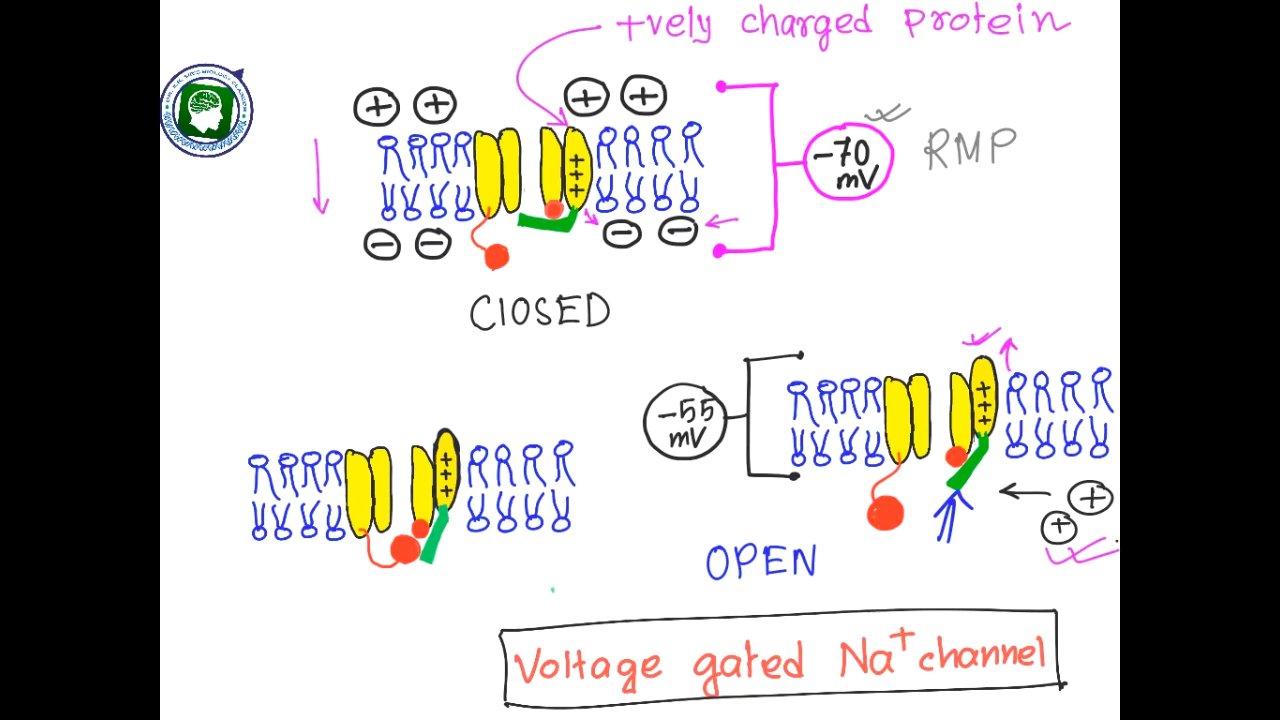 +vely charged protein
+ +
+ +
+
+
+
-70
mV
RMP
− −
− −
ClOSED
-55
mV
+
+
+
+
+
+
+
+
OPEN
Voltage gated Na+ channel